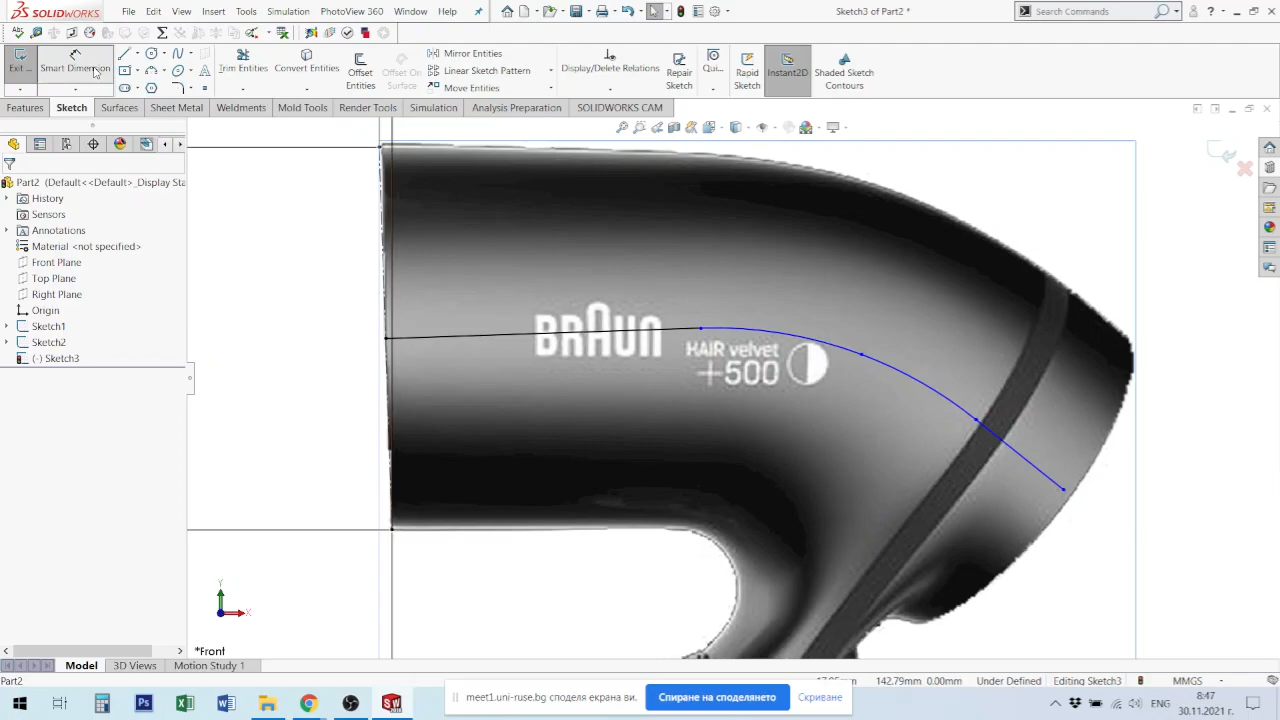 SOLIDWORKS File Edit View Insert Tools Simulation PhotoView 360 Window Help Sketch3 of Part2 * Search Commands
Exit ...
Smart Dimension
Trim Entities
Convert Entities
Offset Entities
Offset On Surface
Mirror Entities
Linear Sketch Pattern
Move Entities
Display/Delete Relations
Repair Sketch
Qui...
Rapid Sketch
Instant2D
Shaded Sketch Contours
Features Sketch Surfaces Sheet Metal Weldments Mold Tools Render Tools Simulation Analysis Preparation SOLIDWORKS CAM
Part2 (Default<<Default>_Display Sta
History
Sensors
Annotations
Material <not specified>
Front Plane
Top Plane
Right Plane
Origin
Sketch1
Sketch2
(-) Sketch3
BRAUN
HAIR velvet
+500
Y
X
*Front
Model 3D Views Motion Study 1
Part2 142.79mm 0.00mm Under Defined Editing Sketch3 MMGS
meet1.uni-ruse.bg споделя екрана ви. Спиране на споделянето Скриване
ENG
8:47
30.11.2021 г.